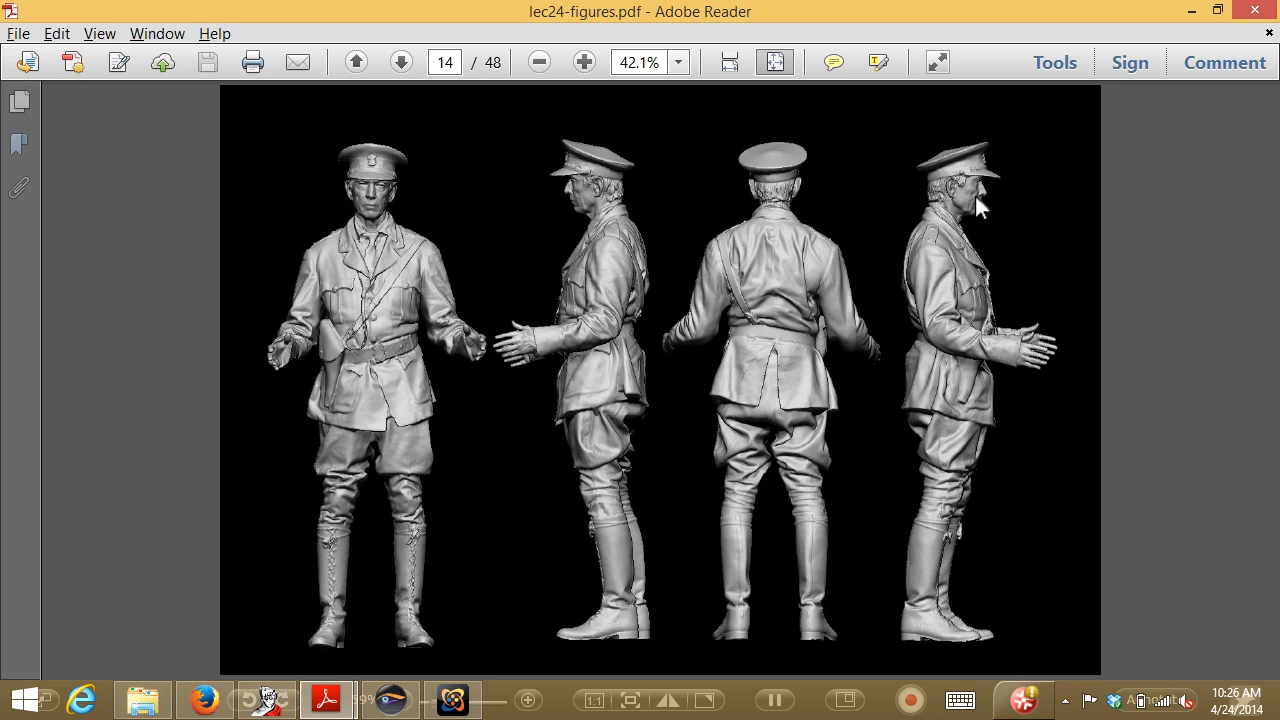 lec24-figures.pdf - Adobe Reader
File Edit View Window Help
14 / 48 42.1% Tools Sign Comment
1:1
10:26 AM
4/24/2014